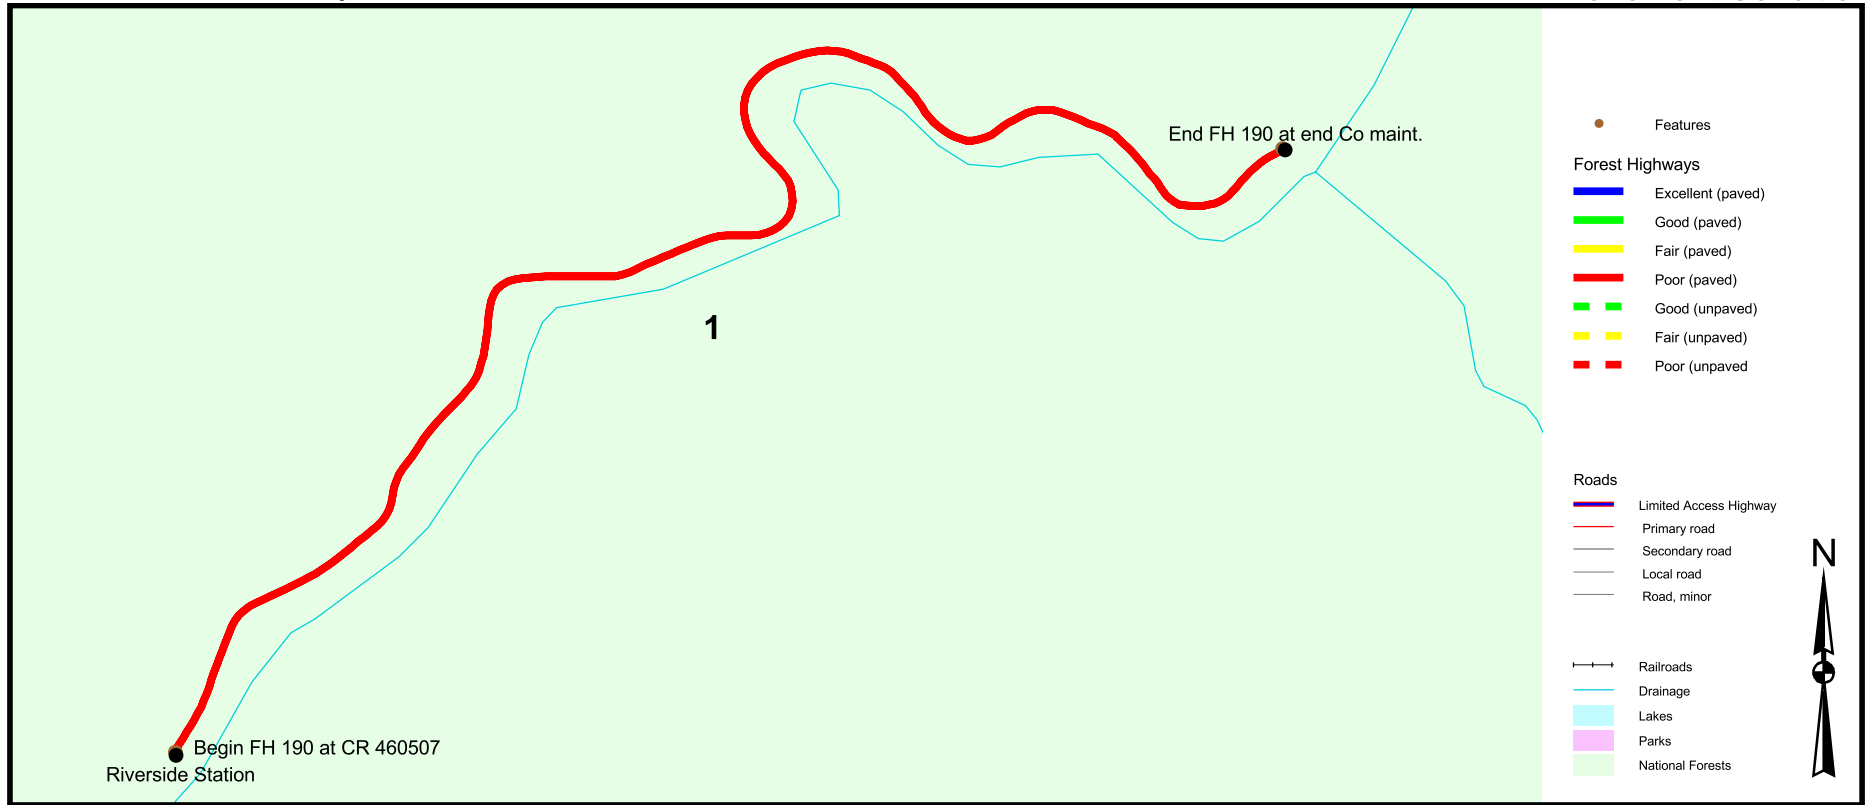 End FH 190 at end Co maint.
1
Begin FH 190 at CR 460507
Riverside Station
Features
Forest Highways
Excellent (paved)
Good (paved)
Fair (paved)
Poor (paved)
Good (unpaved)
Fair (unpaved)
Poor (unpaved
Roads
Limited Access Highway
Primary road
Secondary road
Local road
Road, minor
N
Railroads
Drainage
Lakes
Parks
National Forests